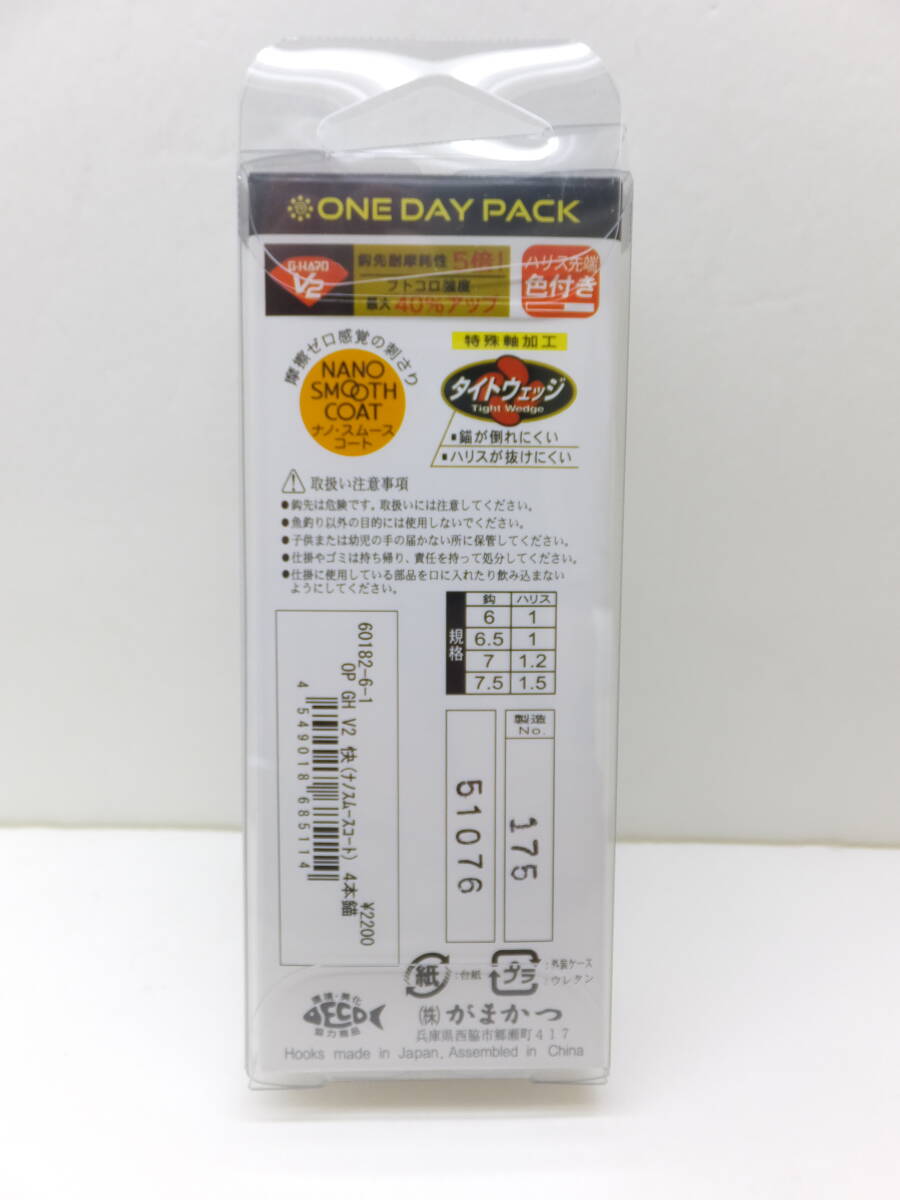 ONE DAY PACK
G-HARD
V2
鈎先耐摩耗性 5倍!
フトコロ強度
最大 40%アップ
ハリス先端
色付き
摩擦ゼロ感覚の刺さり
NANO
SMOOTH
COAT
ナノ・スムース
コート
特殊軸加工
タイトウェッジ
Tight Wedge
・錨が倒れにくい
・ハリスが抜けにくい
取扱い注意事項
●鈎先は危険です。取扱いには注意してください。
●魚釣り以外の目的には使用しないでください。
●子供または幼児の手の届かない所に保管してください。
●仕掛やゴミは持ち帰り、責任を持って処分してください。
●仕掛に使用している部品を口に入れたり飲み込まない
ようにしてください。
規格
鈎 ハリス
6 1
6.5 1
7 1.2
7.5 1.5
60182-6-1
OP GH V2 快(ナノスムースコート) 4本錨
¥2200
4 549018 685114
51076
製造
No.
175
紙 :台紙
プラ :外装ケース
:ウレタン
環境・美化
ECO
協力商品
(株) がまかつ
兵庫県西脇市郷瀬町417
Hooks made in Japan, Assembled in China